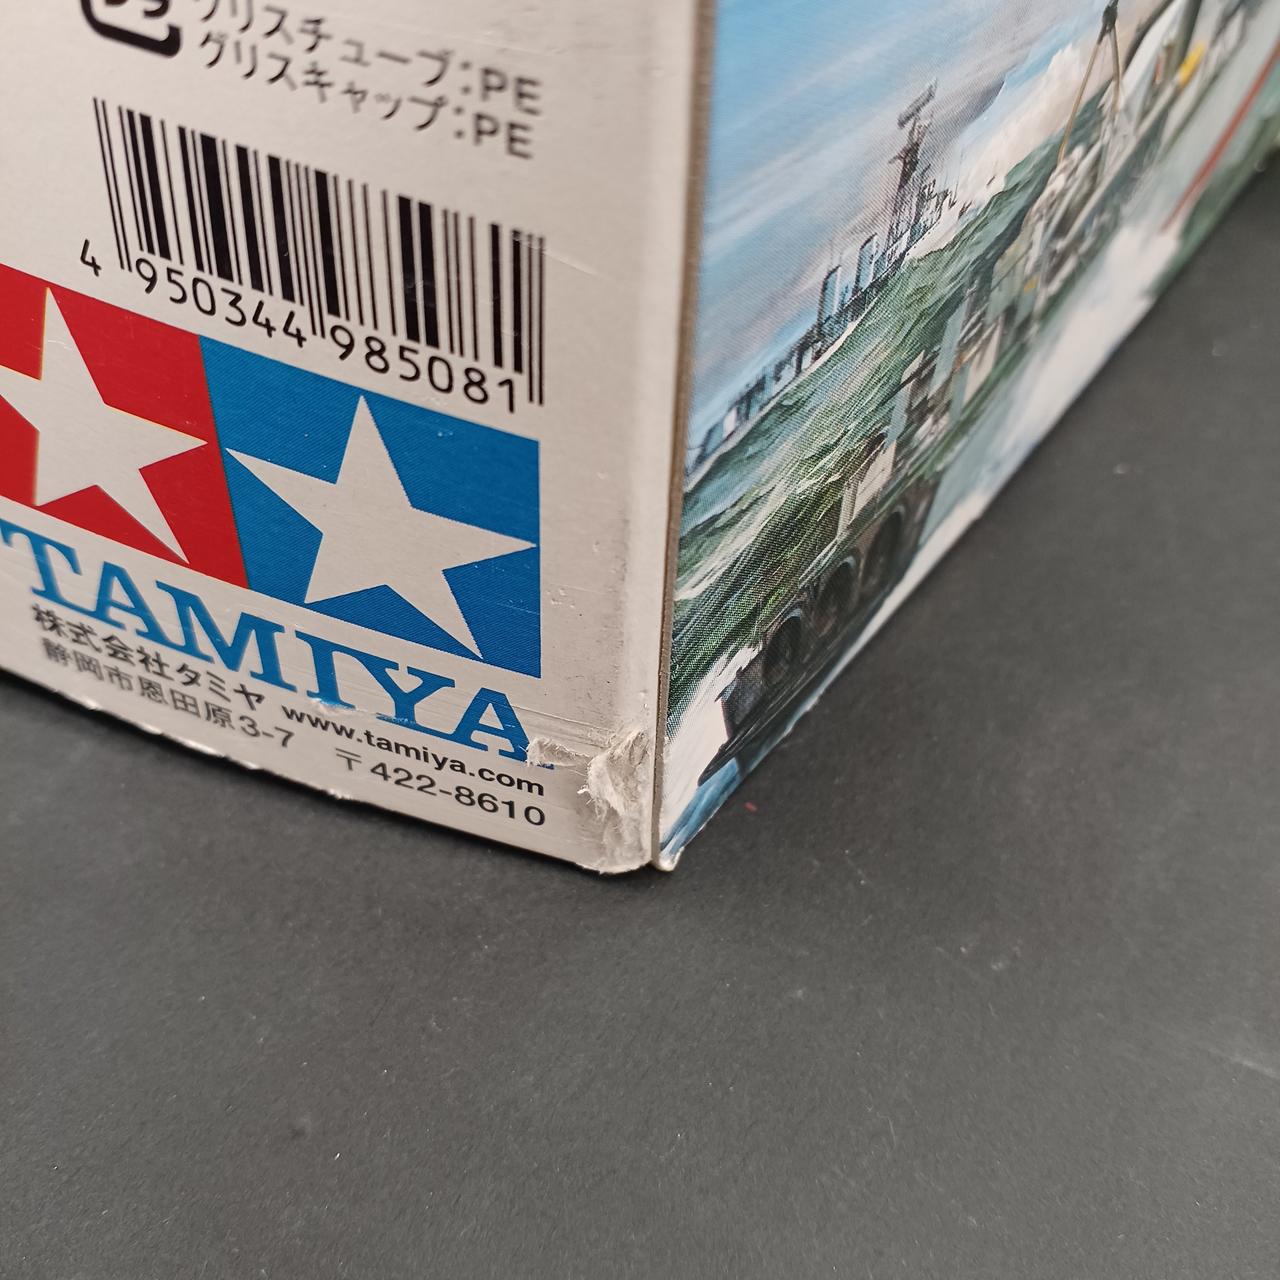 グリスチューブ:PE
グリスキャップ:PE
4 950344 985081
TAMIYA
株式会社タミヤ www.tamiya.com
静岡市恩田原3-7 〒422-8610